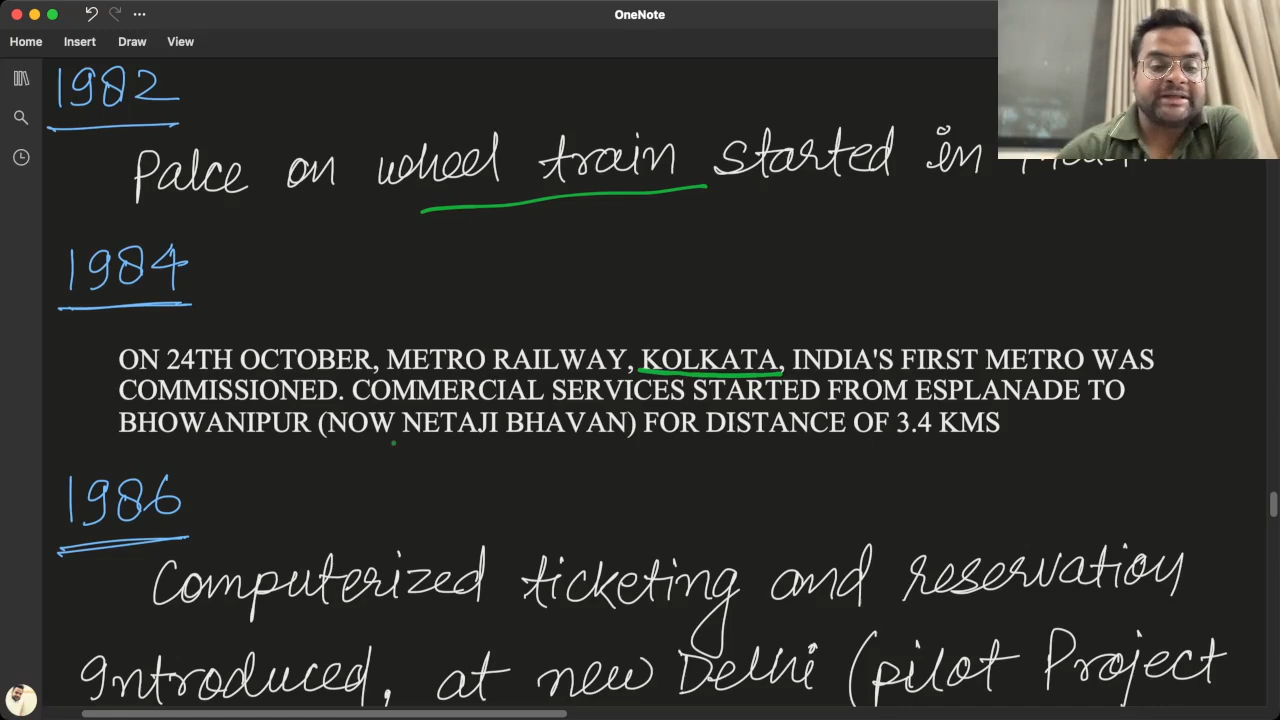 OneNote
Home Insert Draw View
1982
Palce on wheel train started in
1984
ON 24TH OCTOBER, METRO RAILWAY, KOLKATA, INDIA'S FIRST METRO WAS
COMMISSIONED. COMMERCIAL SERVICES STARTED FROM ESPLANADE TO
BHOWANIPUR (NOW NETAJI BHAVAN) FOR DISTANCE OF 3.4 KMS
1986
Computerized ticketing and reservation
Introduced, at new Delhi (pilot Project